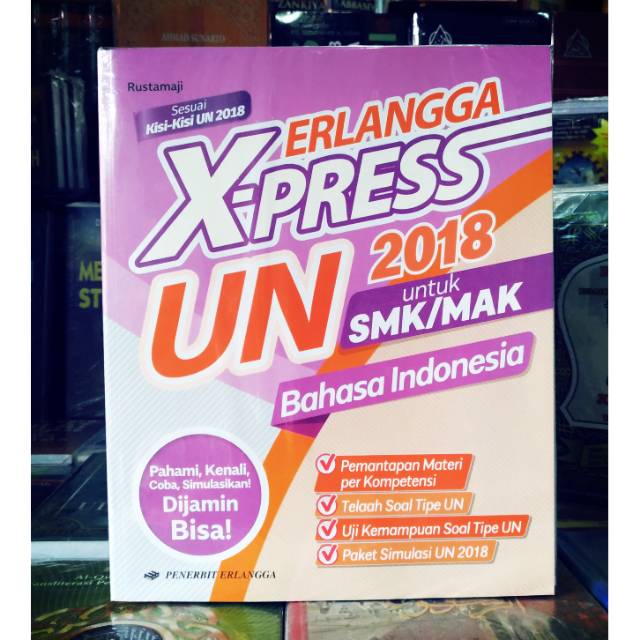 Rustamaji
Sesuai
Kisi-Kisi UN 2018
ERLANGGA
X-PRESS
UN 2018
untuk
SMK/MAK
Bahasa Indonesia
Pahami, Kenali,
Coba, Simulasikan!
Dijamin
Bisa!
Pemantapan Materi
per Kompetensi
Telaah Soal Tipe UN
Uji Kemampuan Soal Tipe UN
Paket Simulasi UN 2018
PENERBIT ERLANGGA
AHMAD SUNARTO